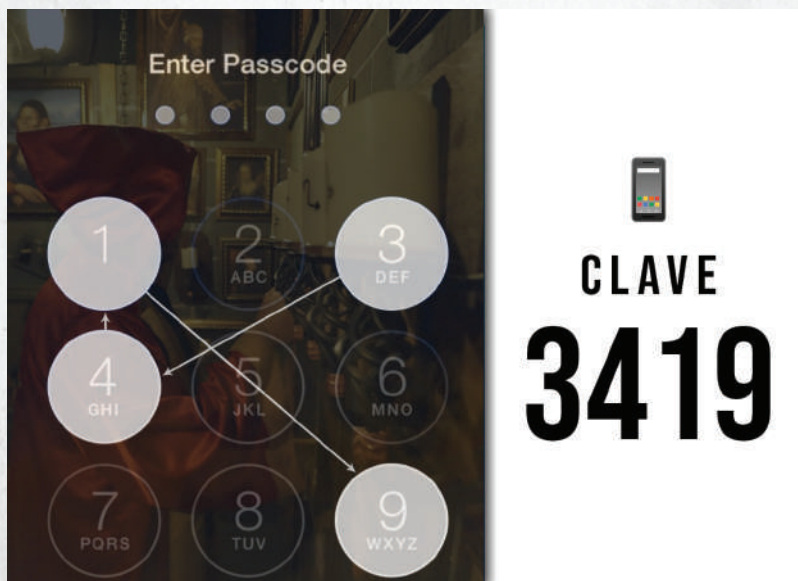 Enter Passcode
1
2
ABC
3
DEF
4
GHI
5
JKL
6
MNO
7
PQRS
8
TUV
9
WXYZ
CLAVE
3419